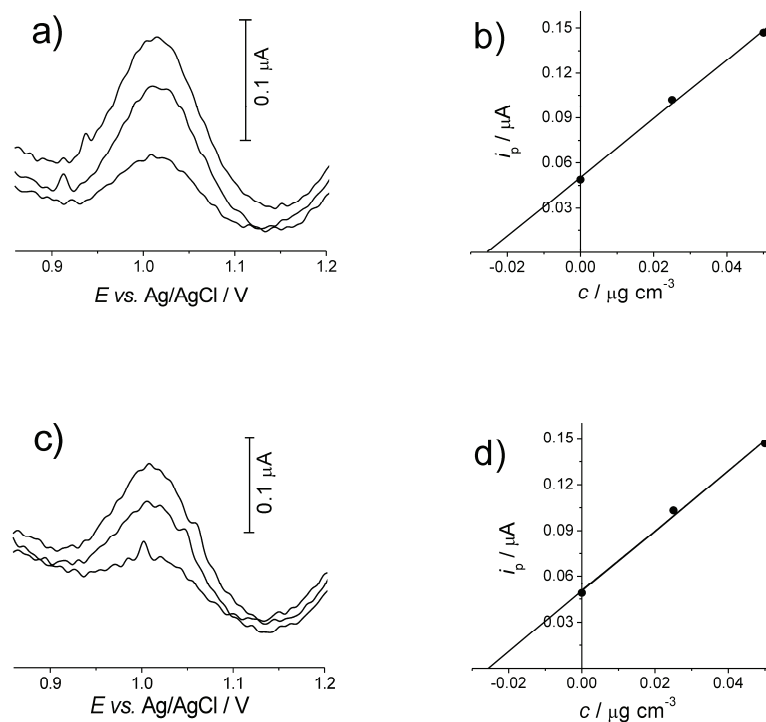 a)
0.1 μA
0.9 1.0 1.1 1.2
E vs. Ag/AgCl / V
b)
0.15
0.12
0.09
0.06
0.03
i p / μA
-0.02 0.00 0.02 0.04
c / μg cm-3
c)
0.1 μA
0.9 1.0 1.1 1.2
E vs. Ag/AgCl / V
d)
0.15
0.12
0.09
0.06
0.03
i p / μA
-0.02 0.00 0.02 0.04
c / μg cm-3